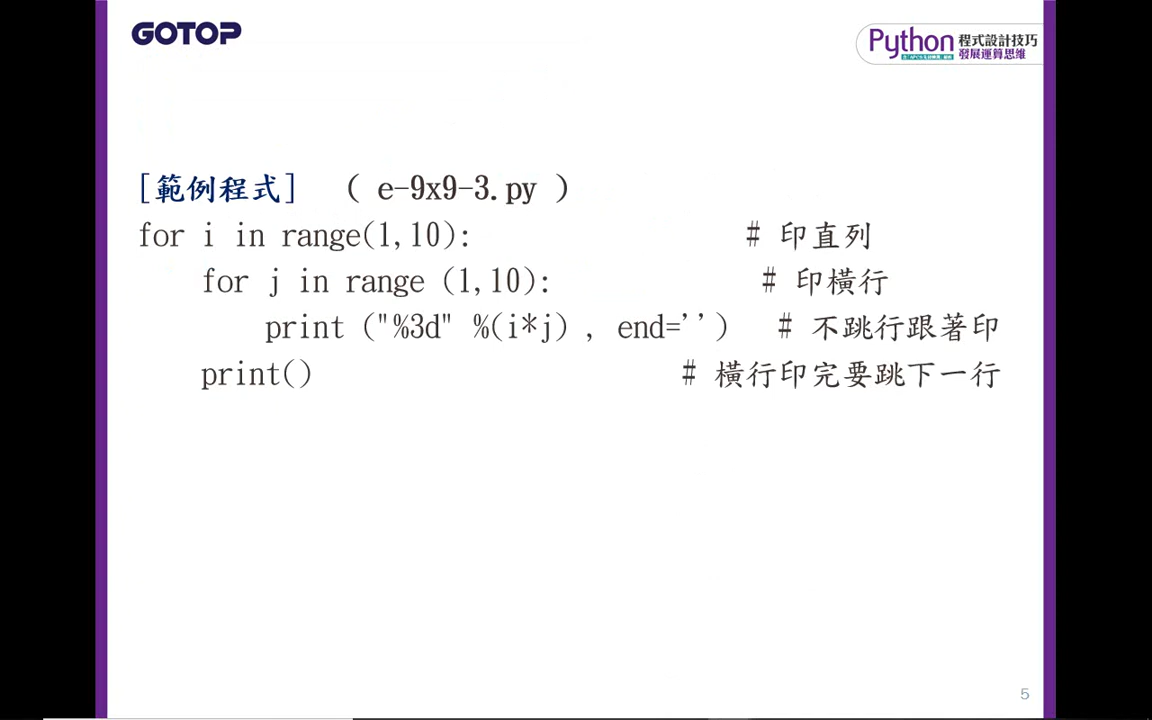 GOTOP
Python 程式設計技巧
發展運算思維
[範例程式] ( e-9x9-3.py )
for i in range(1,10): # 印直列
for j in range (1,10): # 印橫行
print ("%3d" %(i*j) , end='') # 不跳行跟著印
print() # 橫行印完要跳下一行
5